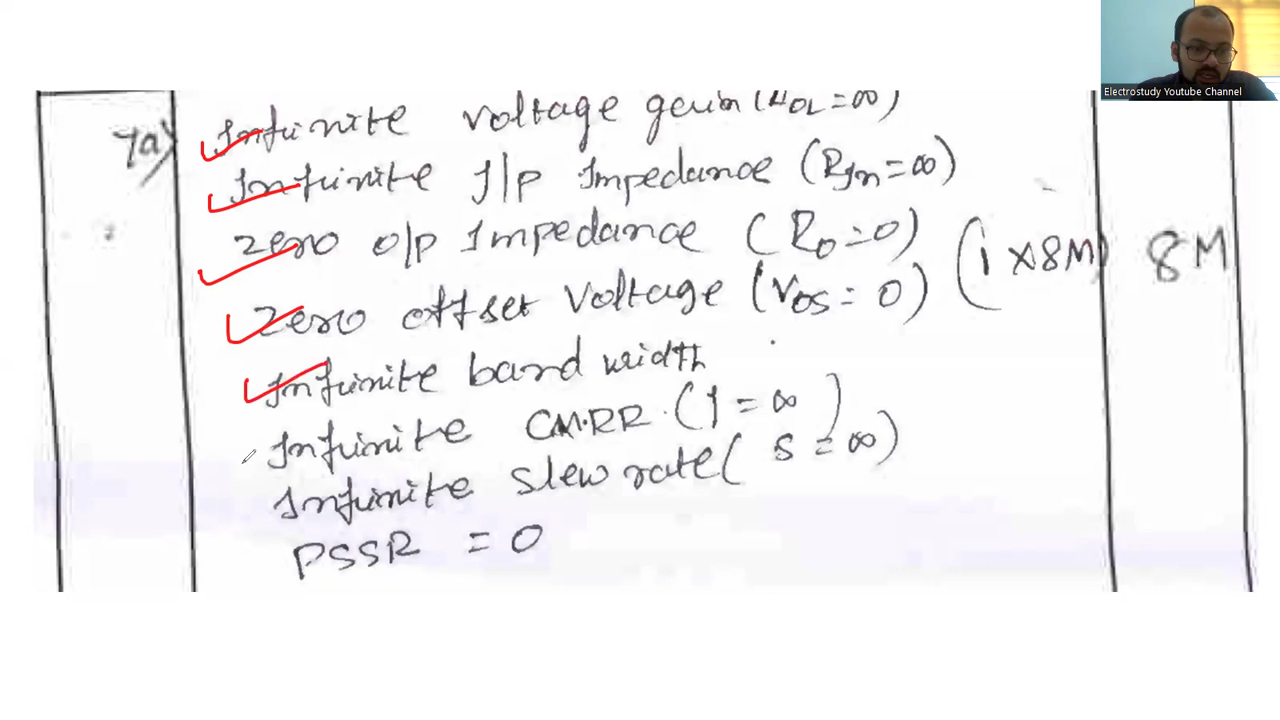 Electrostudy Youtube Channel
7a) Infinite voltage gain (AOL = ∞)
Infinite I/p Impedance (RIn = ∞)
Zero o/p Impedance (Ro = 0)
Zero offset Voltage (Vos = 0) (1 x 8M) 8M
Infinite band width
Infinite CMRR. (f = ∞)
Infinite Slew rate (S = ∞)
PSSR = 0